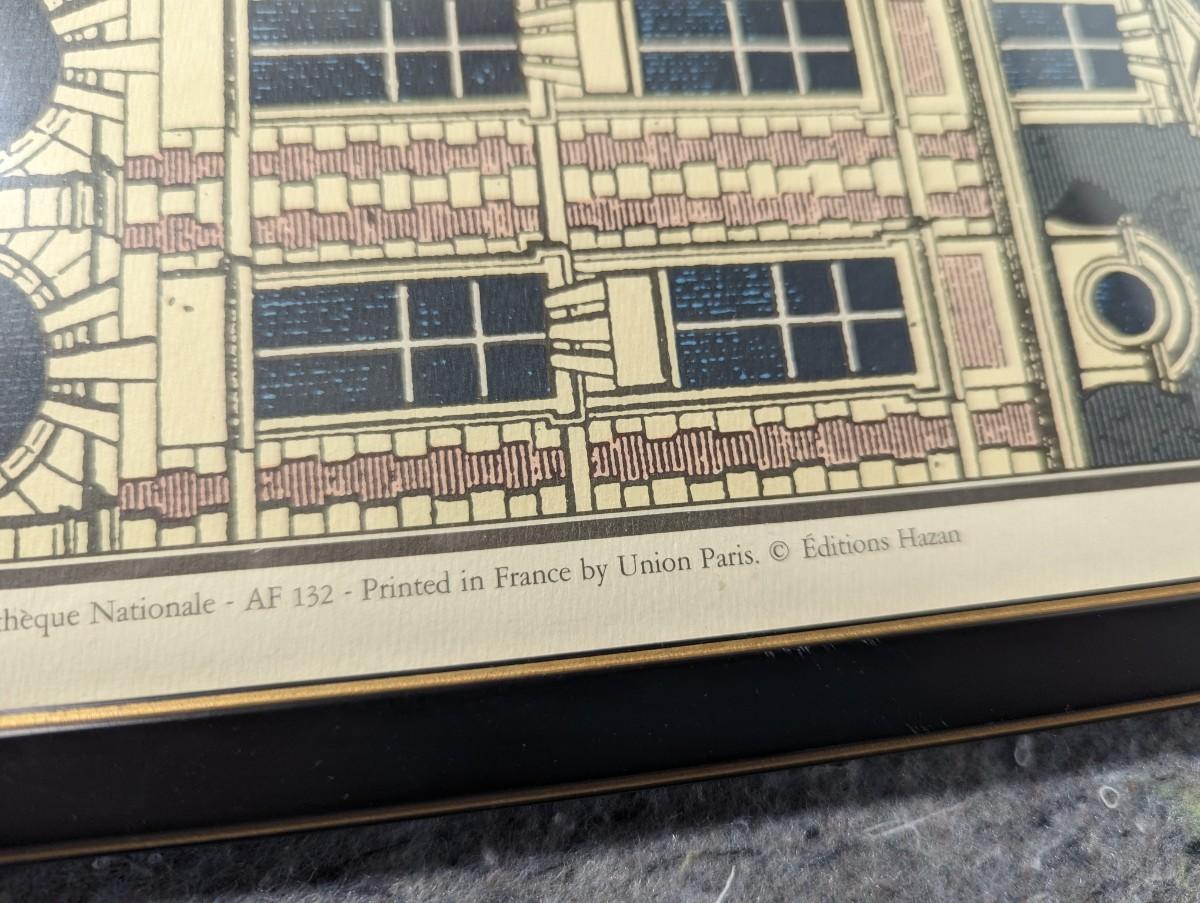 thèque Nationale - AF 132 - Printed in France by Union Paris. © Éditions Hazan